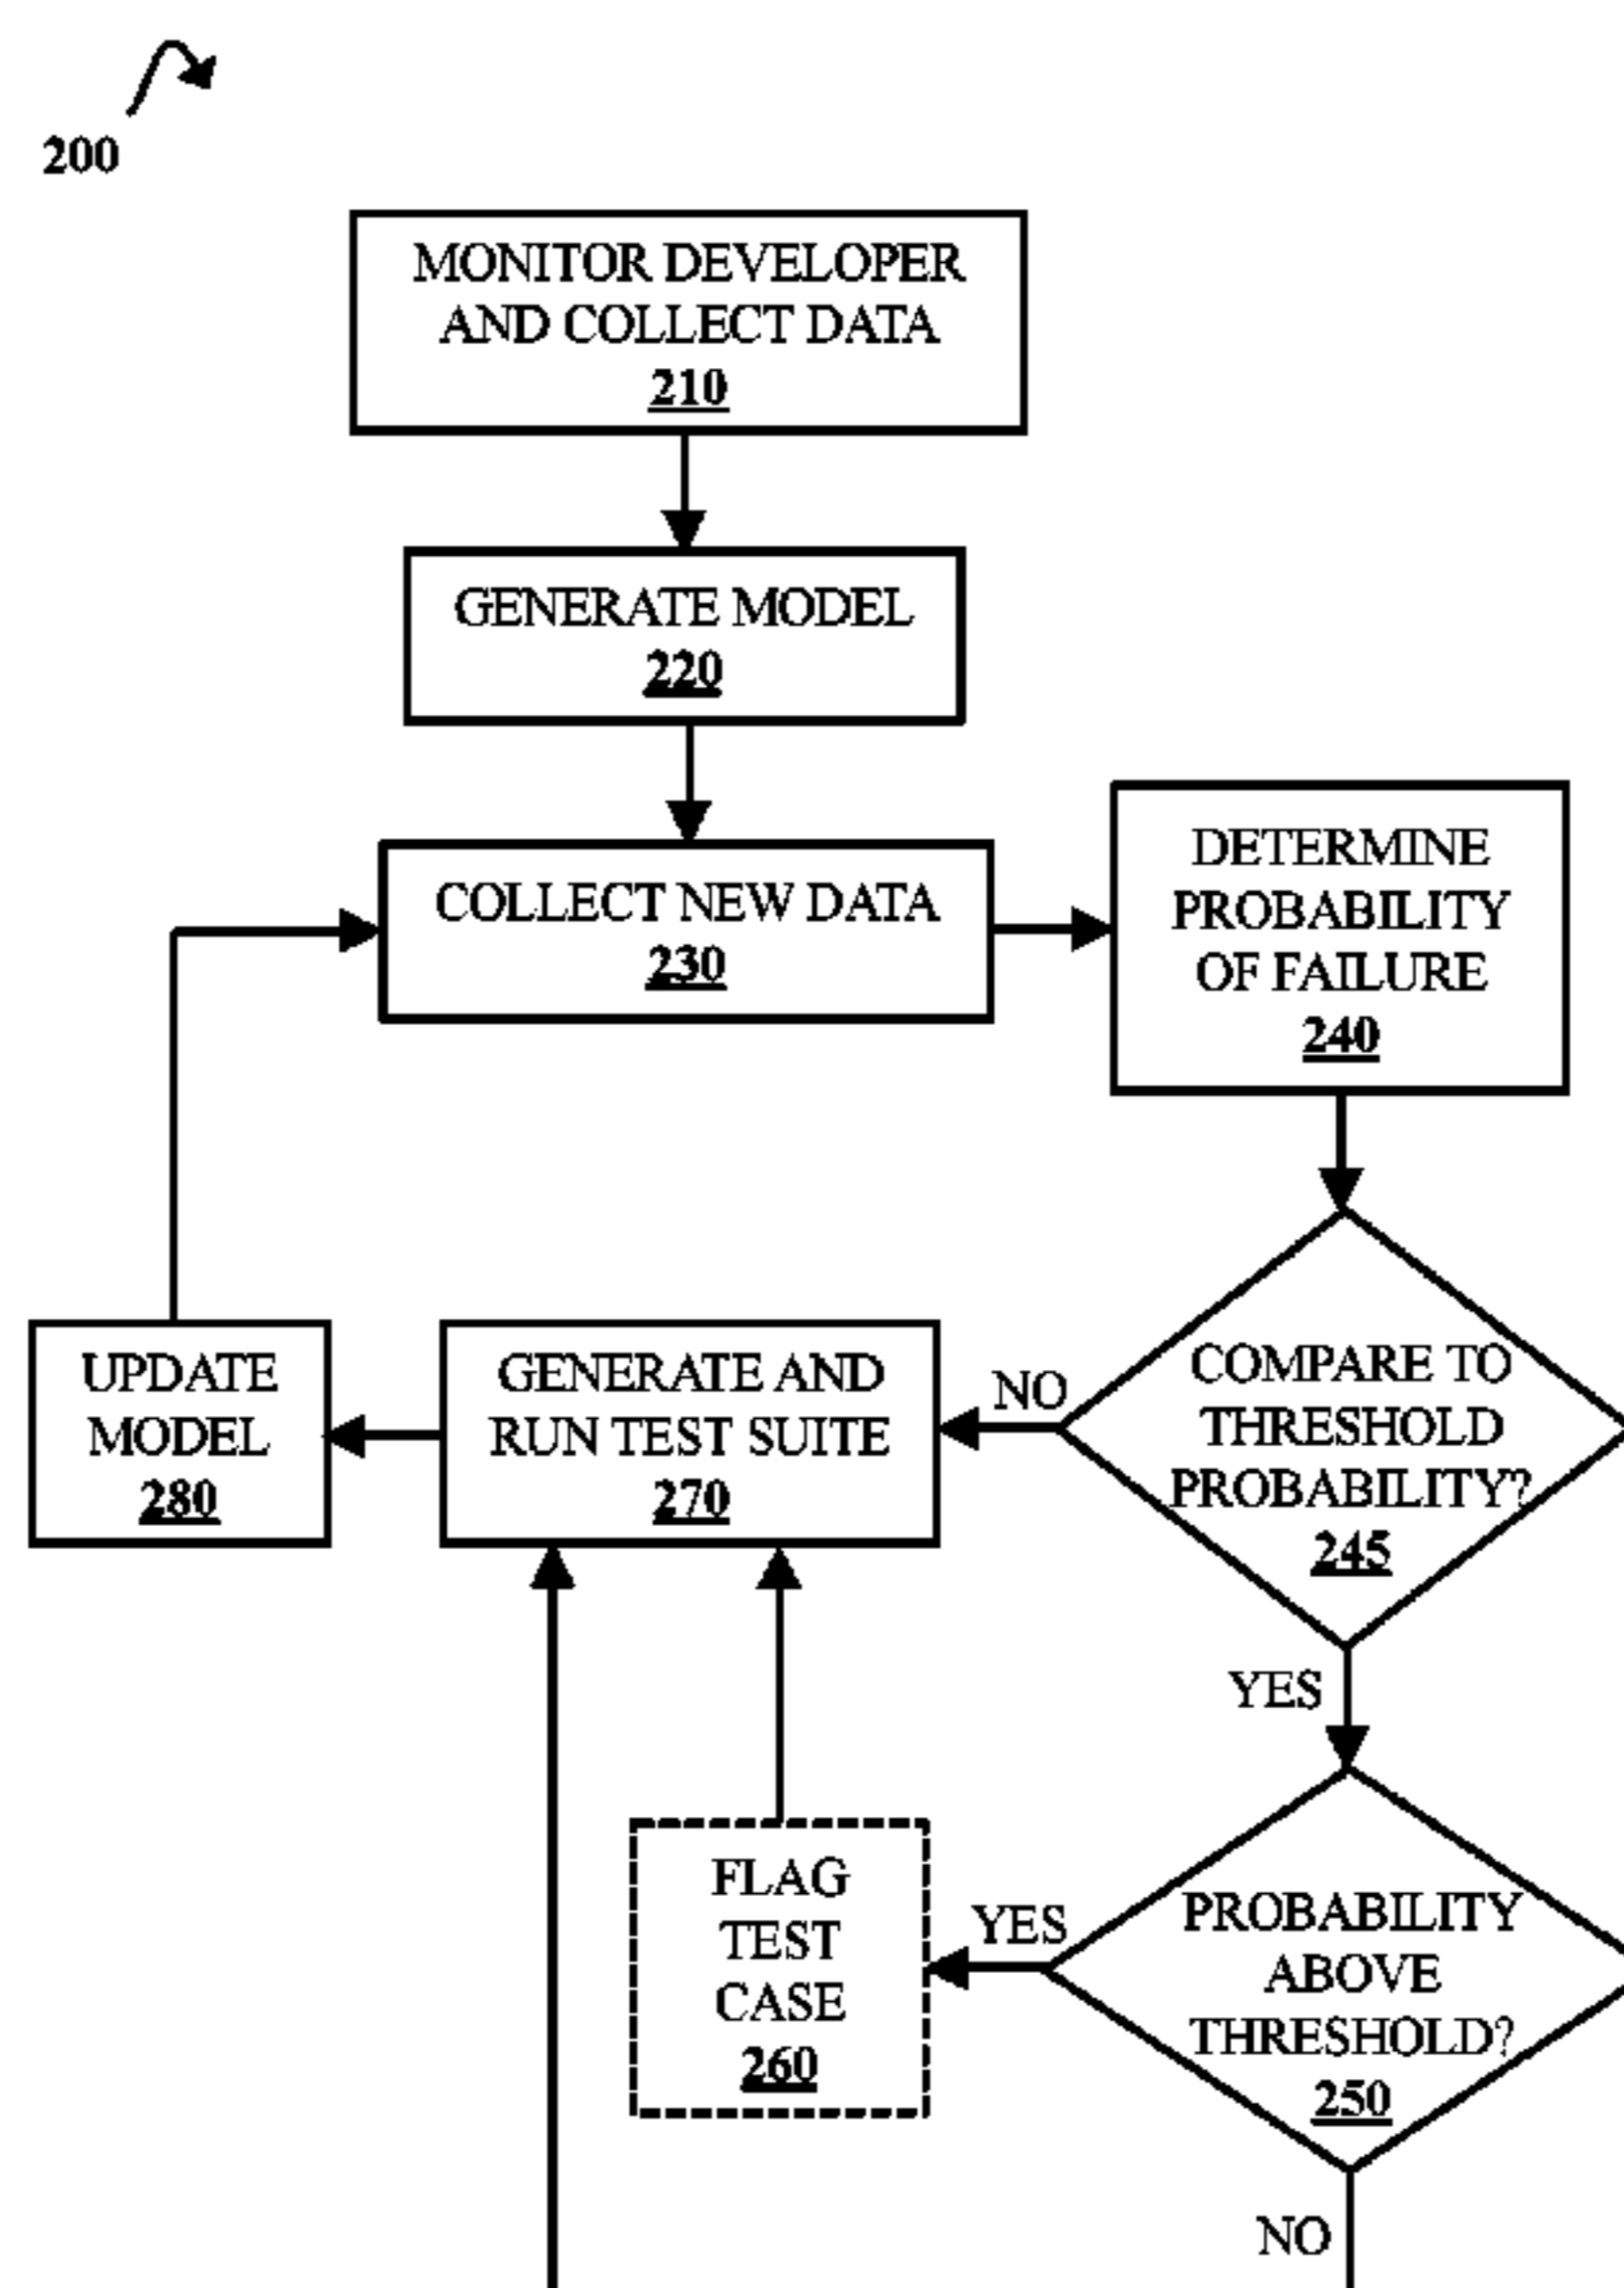 200
MONITOR DEVELOPER
AND COLLECT DATA
210
GENERATE MODEL
220
COLLECT NEW DATA
230
DETERMINE
PROBABILITY
OF FAILURE
240
COMPARE TO
THRESHOLD
PROBABILITY?
245
NO
GENERATE AND
RUN TEST SUITE
270
UPDATE
MODEL
280
YES
PROBABILITY
ABOVE
THRESHOLD?
250
YES
FLAG
TEST
CASE
260
NO